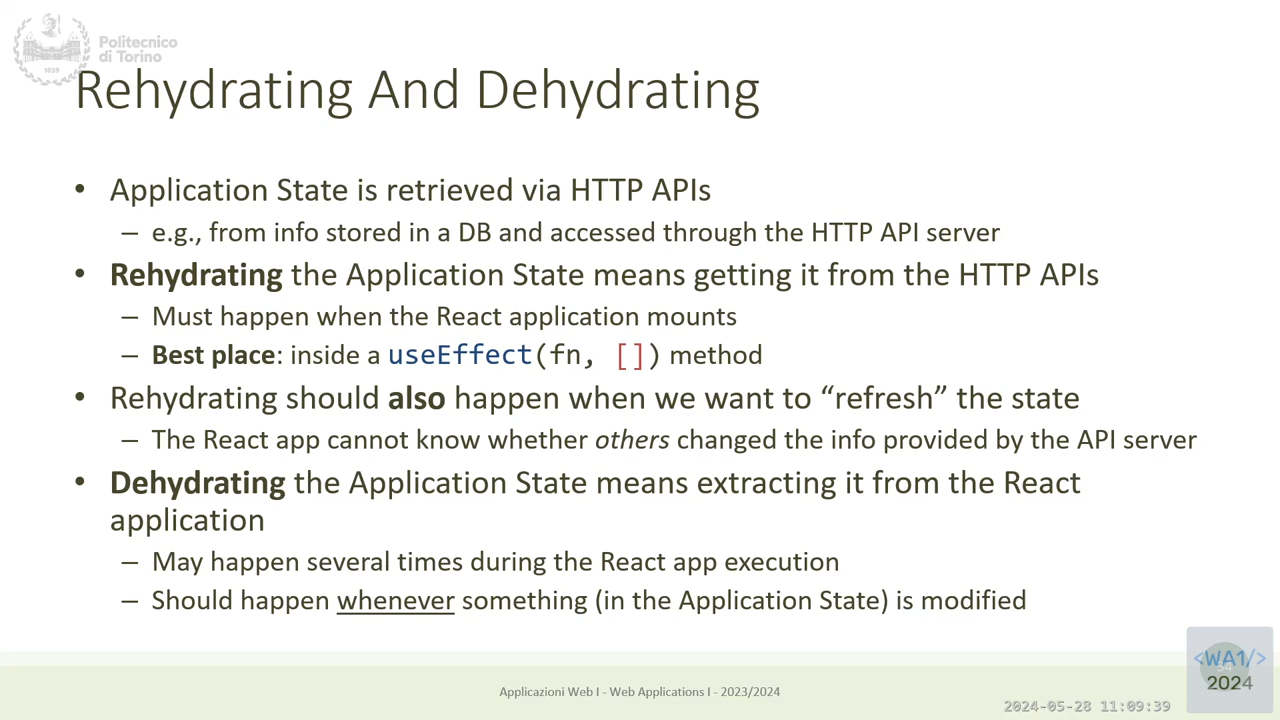 Politecnico
di Torino
1859
Rehydrating And Dehydrating
• Application State is retrieved via HTTP APIs
– e.g., from info stored in a DB and accessed through the HTTP API server
• Rehydrating the Application State means getting it from the HTTP APIs
– Must happen when the React application mounts
– Best place: inside a useEffect(fn, []) method
• Rehydrating should also happen when we want to “refresh” the state
– The React app cannot know whether others changed the info provided by the API server
• Dehydrating the Application State means extracting it from the React
application
– May happen several times during the React app execution
– Should happen whenever something (in the Application State) is modified
Applicazioni Web I - Web Applications I - 2023/2024
<WA1/>
2024
2024-05-28 11:09:39